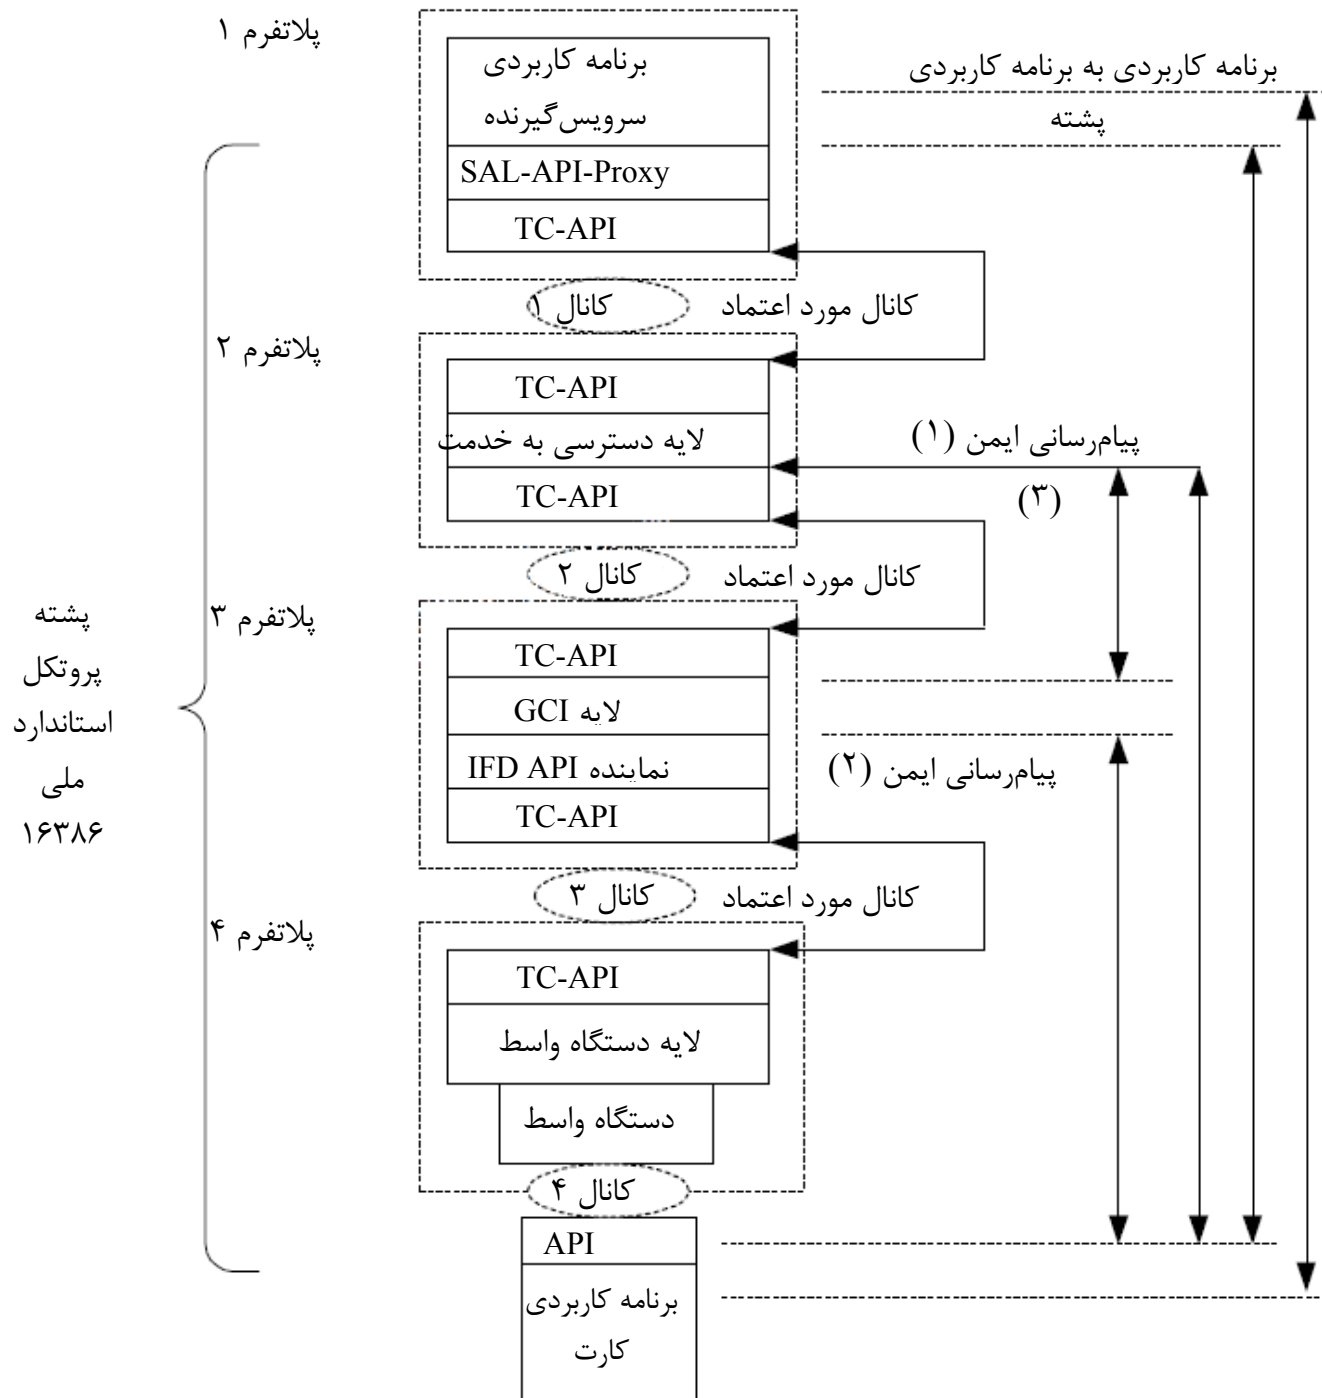 پلاتفرم ۱
برنامه کاربردی
سرویس‌گیرنده
SAL-API-Proxy
TC-API
برنامه کاربردی به برنامه کاربردی
پشته
کانال ۱
کانال مورد اعتماد
پلاتفرم ۲
TC-API
لایه دسترسی به خدمت
TC-API
پیام‌رسانی ایمن (۱)
(۳)
کانال ۲
کانال مورد اعتماد
پلاتفرم ۳
TC-API
لایه GCI
نماینده IFD API
TC-API
پیام‌رسانی ایمن (۲)
پشته
پروتکل
استاندارد
ملی
۱۶۳۸۶
کانال ۳
کانال مورد اعتماد
پلاتفرم ۴
TC-API
لایه دستگاه واسط
دستگاه واسط
کانال ۴
API
برنامه کاربردی
کارت